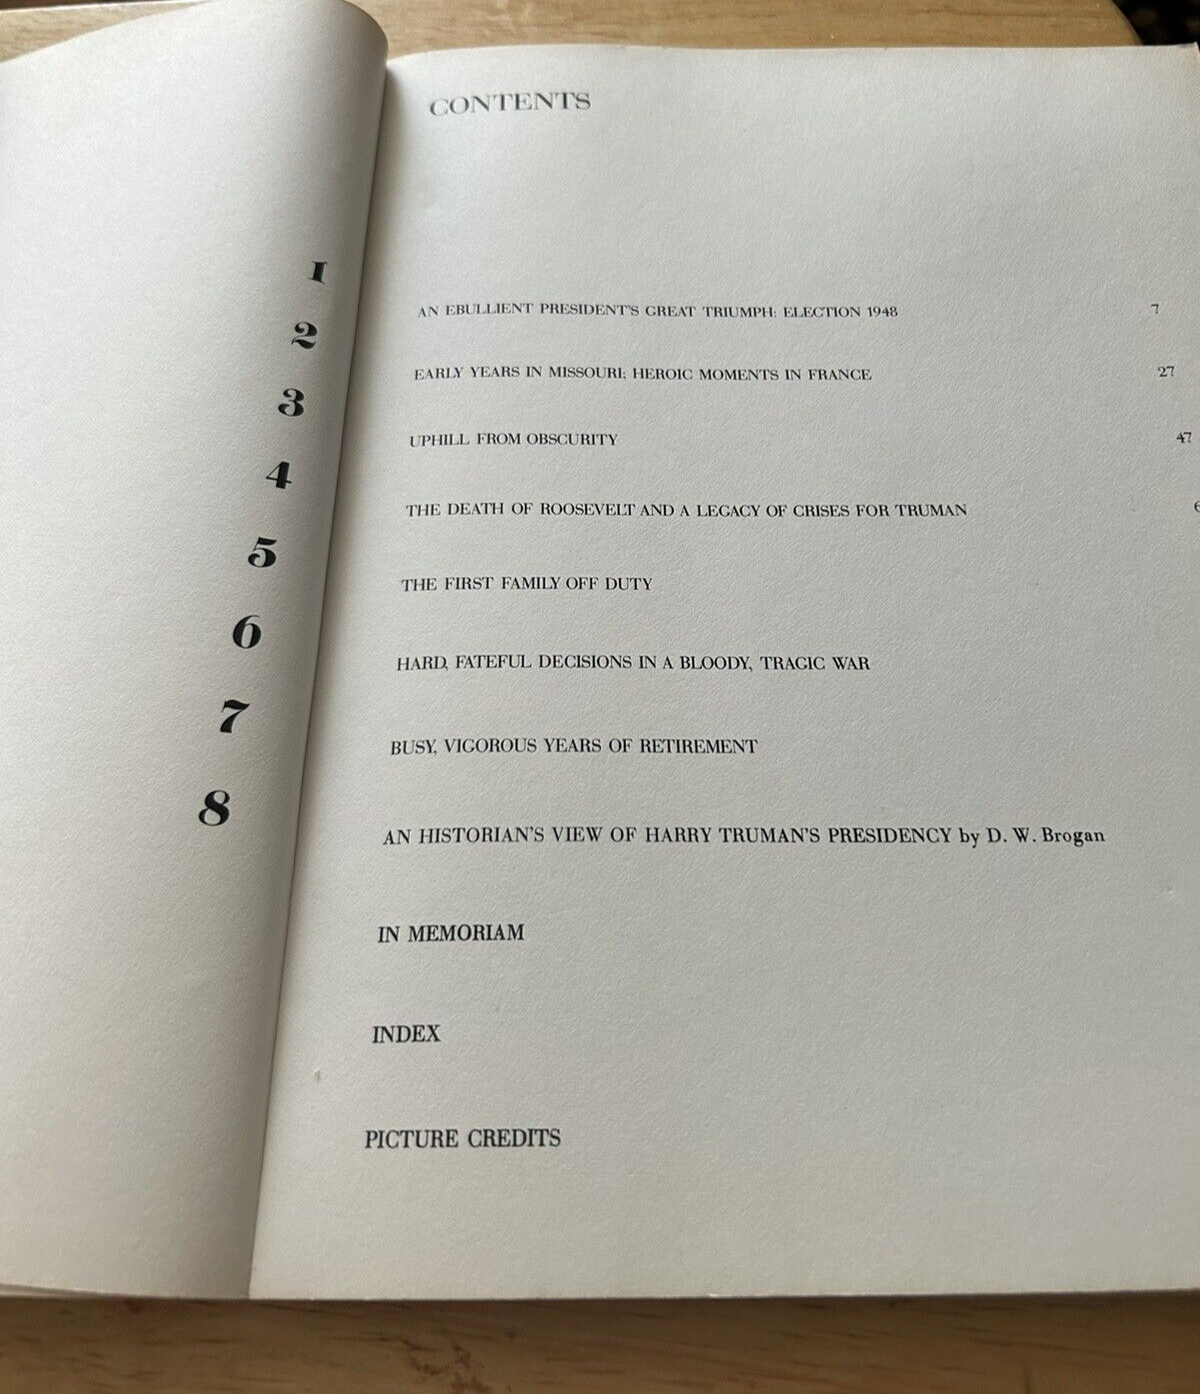 CONTENTS
1 AN EBULLIENT PRESIDENT'S GREAT TRIUMPH: ELECTION 1948 7
2 EARLY YEARS IN MISSOURI; HEROIC MOMENTS IN FRANCE 27
3 UPHILL FROM OBSCURITY 47
4 THE DEATH OF ROOSEVELT AND A LEGACY OF CRISES FOR TRUMAN
5 THE FIRST FAMILY OFF DUTY
6 HARD, FATEFUL DECISIONS IN A BLOODY, TRAGIC WAR
7 BUSY, VIGOROUS YEARS OF RETIREMENT
8 AN HISTORIAN'S VIEW OF HARRY TRUMAN'S PRESIDENCY by D. W. Brogan
IN MEMORIAM
INDEX
PICTURE CREDITS